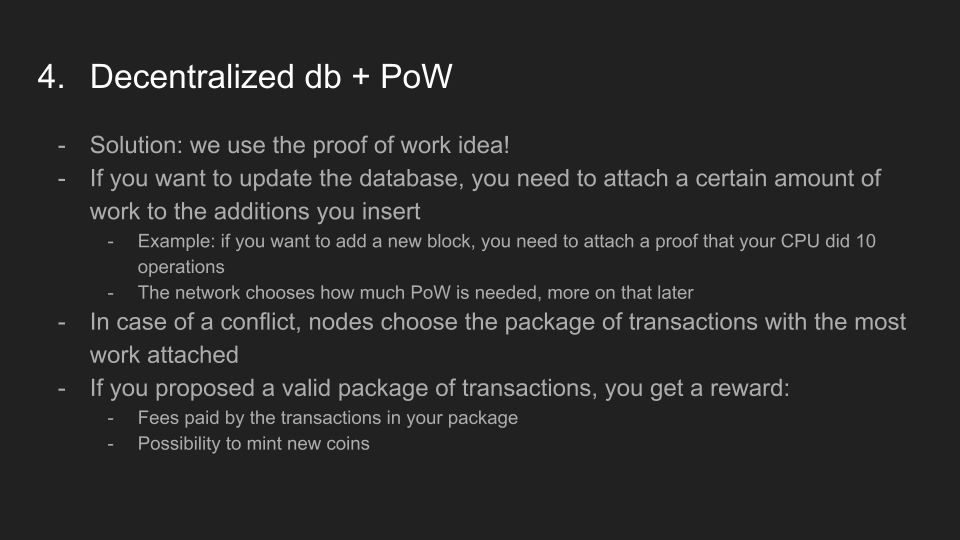 4. Decentralized db + PoW
- Solution: we use the proof of work idea!
- If you want to update the database, you need to attach a certain amount of
work to the additions you insert
- Example: if you want to add a new block, you need to attach a proof that your CPU did 10
operations
- The network chooses how much PoW is needed, more on that later
- In case of a conflict, nodes choose the package of transactions with the most
work attached
- If you proposed a valid package of transactions, you get a reward:
- Fees paid by the transactions in your package
- Possibility to mint new coins